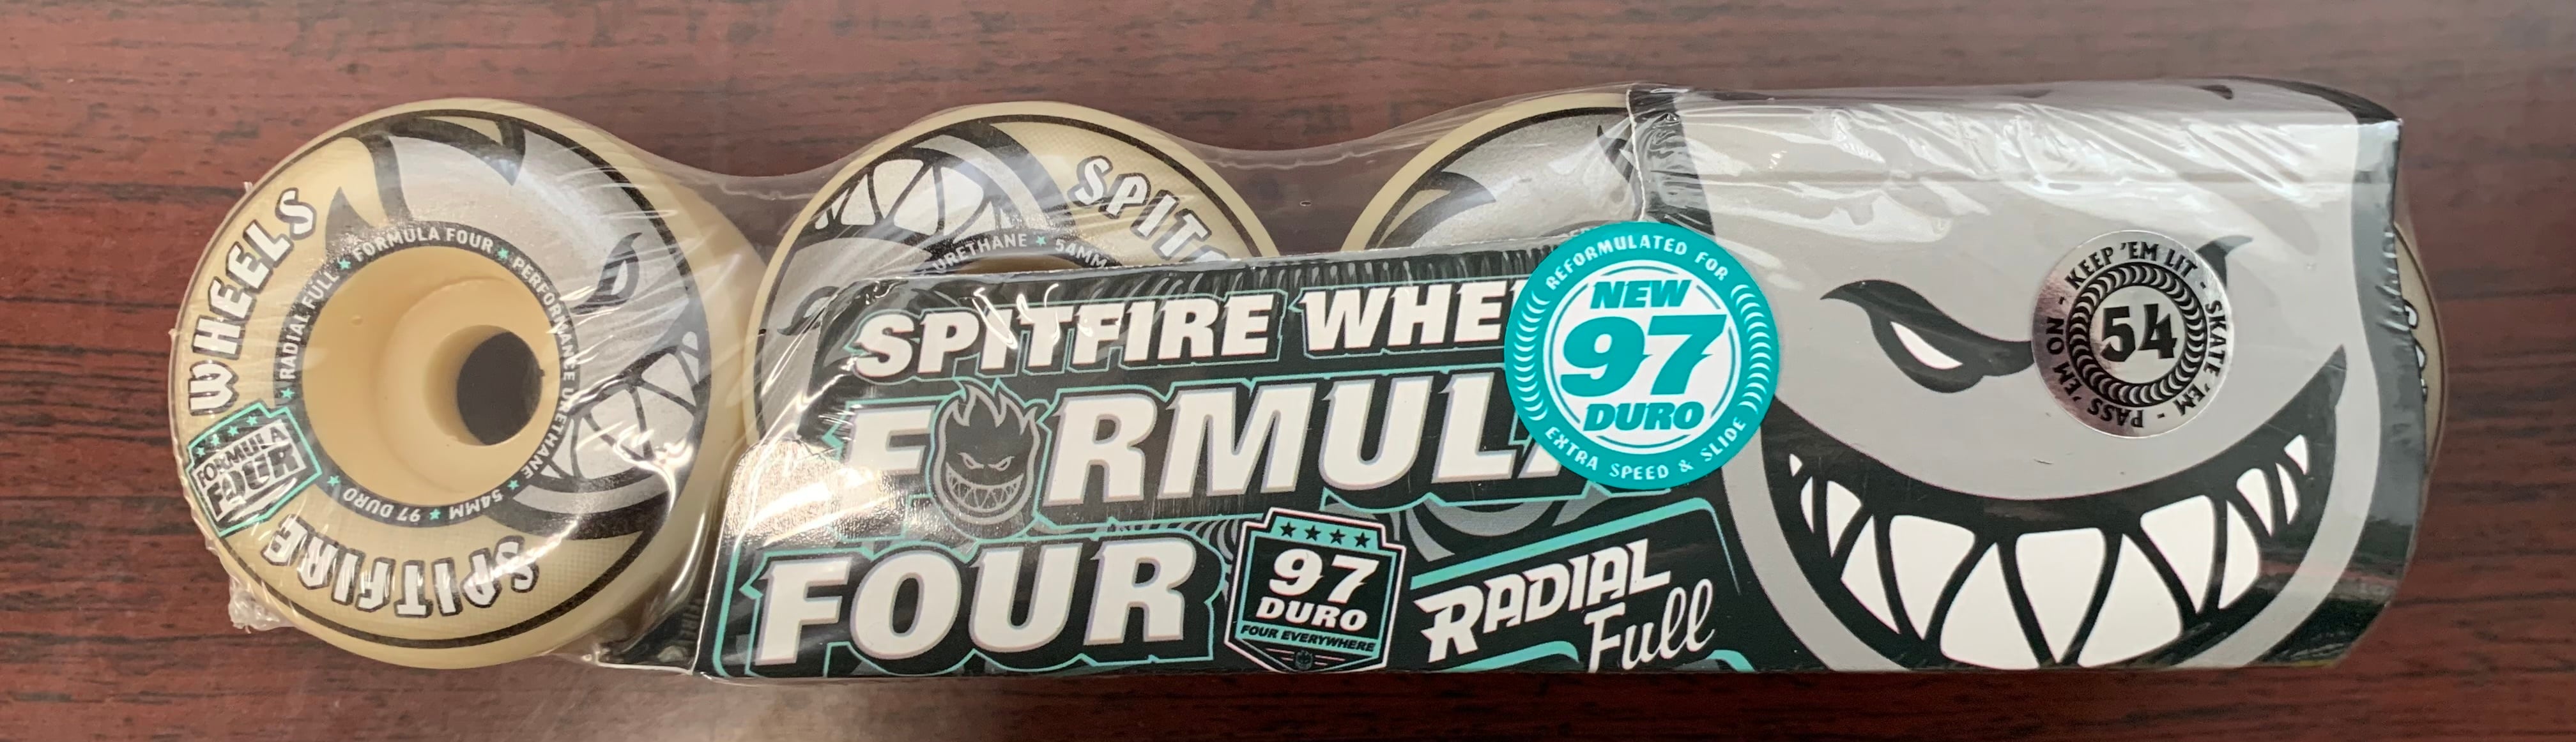 WHEELS
SPITFIRE
FORMULA
FOUR
RADIAL FULL ★ FORMULA FOUR ★ PERFORMANCE URETHANE ★ 54MM ★ 97 DURO ★
SPITF
URETHANE ★ 54MM
SPITFIRE WHE
FORMULA
FOUR
97
DURO
FOUR EVERYWHERE
RADIAL
Full
REFORMULATED FOR
NEW
97
DURO
EXTRA SPEED & SLIDE
KEEP 'EM LIT - SKATE 'EM - PASS 'EM ON -
54